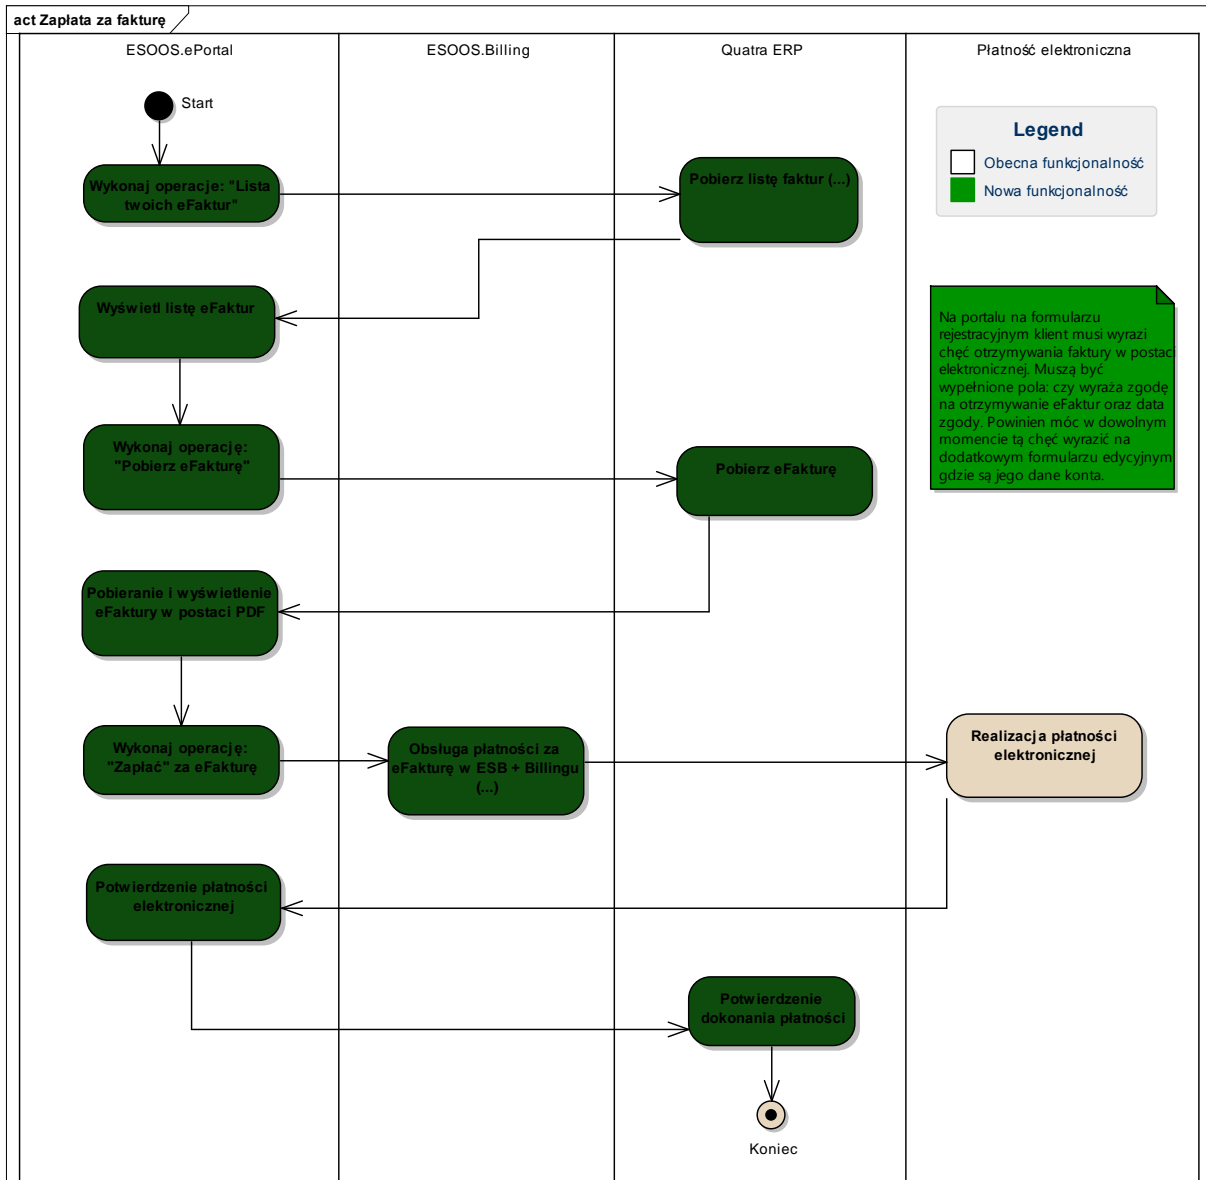 act Zapłata za fakturę
ESOOS.ePortal
ESOOS.Billing
Quatra ERP
Płatność elektroniczna
Start
Legend
Obecna funkcjonalność
Nowa funkcjonalność
Wykonaj operacje: "Lista
twoich eFaktur"
Pobierz listę faktur (...)
Wyświetl listę eFaktur
Na portalu na formularzu
rejestracyjnym klient musi wyrazi
chęć otrzymywania faktury w postaci
elektronicznej. Muszą być
wypełnione pola: czy wyraża zgodę
na otrzymywanie eFaktur oraz data
zgody. Powinien móc w dowolnym
momencie tą chęć wyrazić na
dodatkowym formularzu edycyjnym
gdzie są jego dane konta.
Wykonaj operację:
"Pobierz eFakturę"
Pobierz eFakturę
Pobieranie i wyświetlenie
eFaktury w postaci PDF
Wykonaj operację:
"Zapłać" za eFakturę
Obsługa płatności za
eFakturę w ESB + Billingu
(...)
Realizacja płatności
elektronicznej
Potwierdzenie płatności
elektronicznej
Potwierdzenie
dokonania płatności
Koniec